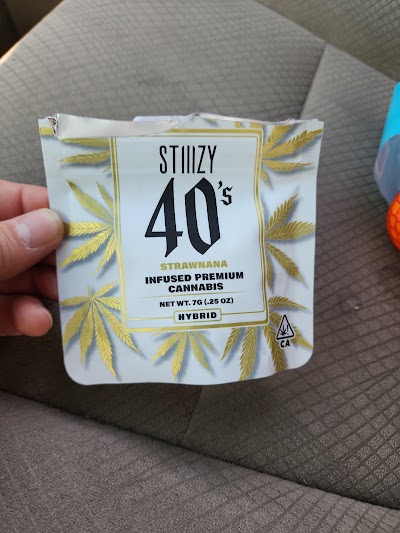 STIIIZY
40's
STRAWNANA
INFUSED PREMIUM
CANNABIS
NET WT. 7G (.25 OZ)
HYBRID
CA